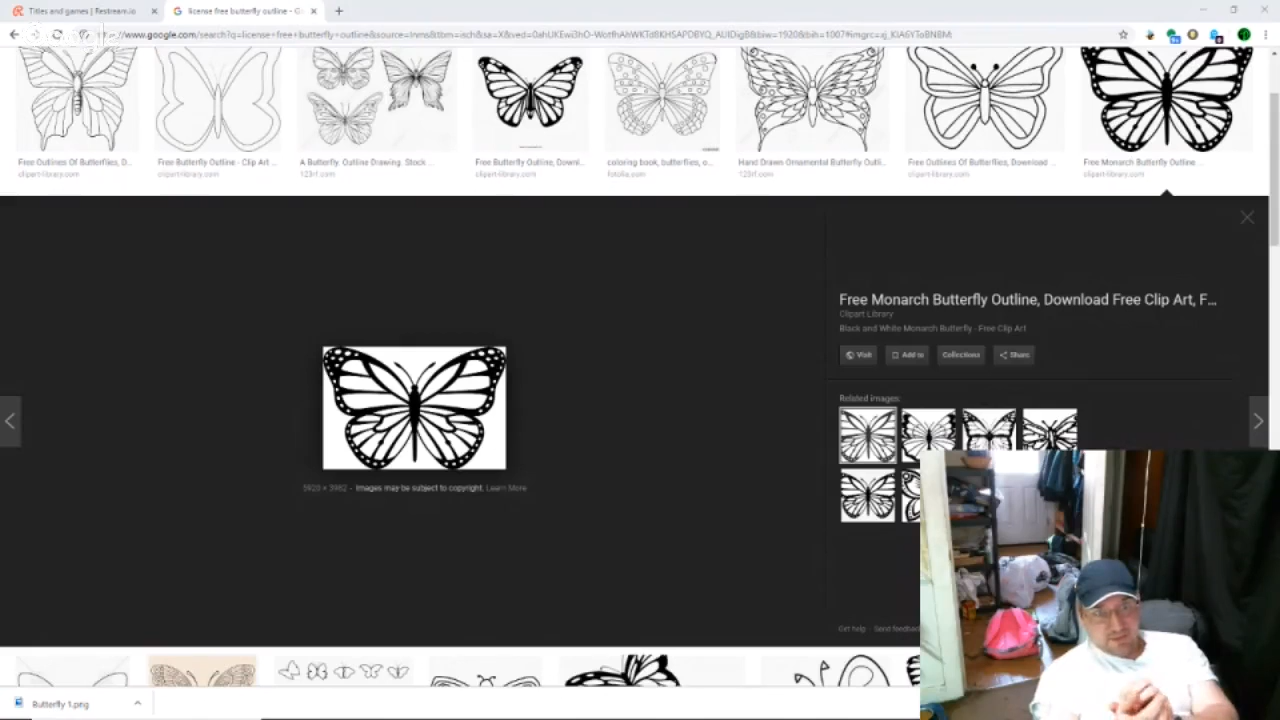 Titles and games | Restream.io
license free butterfly outline - G
Free Outlines Of Butterflies, D...
clipart-library.com
Free Butterfly Outline - Clip Art ...
clipart-library.com
A Butterfly. Outline Drawing. Stock ...
123rf.com
Free Butterfly Outline, Downl...
clipart-library.com
coloring book, butterflies, o...
fotolia.com
Hand Drawn Ornamental Butterfly Outli...
123rf.com
Free Outlines Of Butterflies, Download ...
clipart-library.com
Free Monarch Butterfly Outline ...
clipart-library.com
Free Monarch Butterfly Outline, Download Free Clip Art, F...
Clipart Library
Black and White Monarch Butterfly - Free Clip Art
Visit
Add to
Collections
Share
Related images:
Images may be subject to copyright. Learn More
Get help
Send feedback
Butterfly 1.png